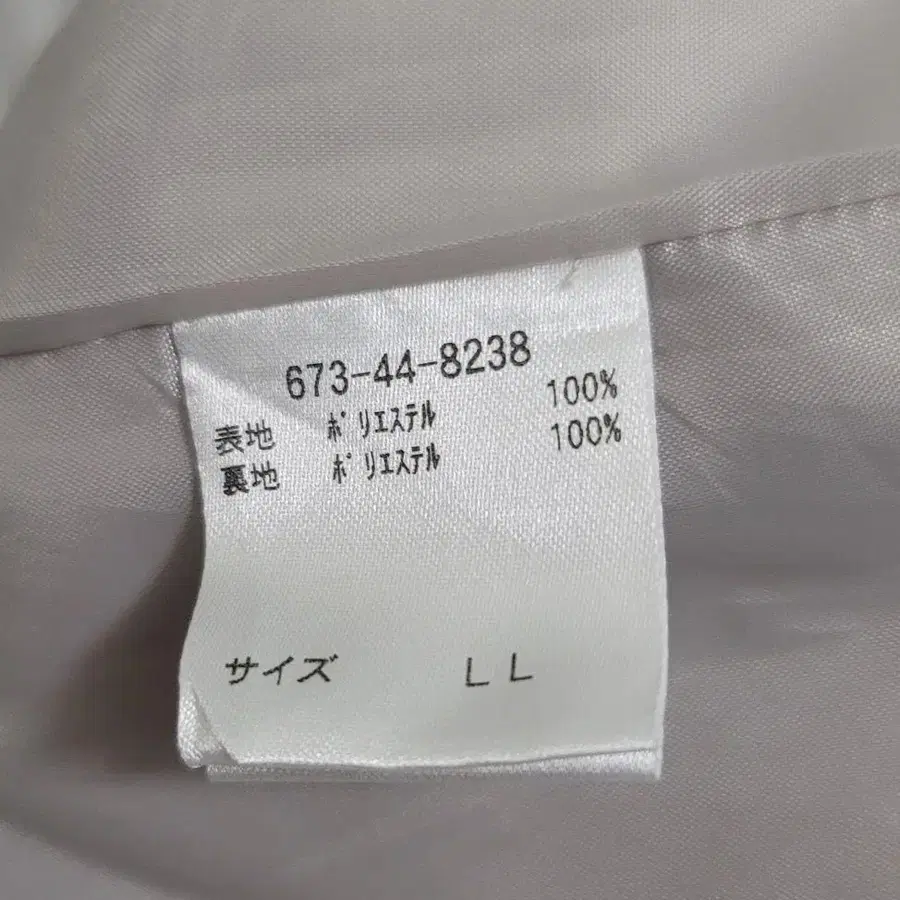 673-44-8238
表地 ﾎﾟﾘｴｽﾃﾙ 100%
裏地 ﾎﾟﾘｴｽﾃﾙ 100%
サイズ LL